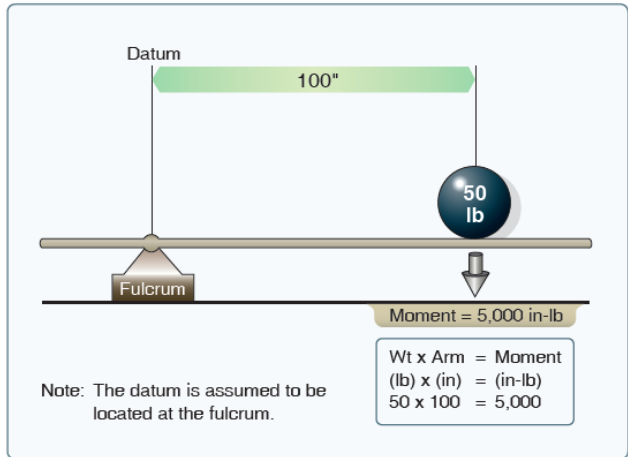 Datum
100"
50
lb
Fulcrum
Moment = 5,000 in-lb
Wt x Arm = Moment
(lb) x (in) = (in-lb)
50 x 100 = 5,000
Note: The datum is assumed to be
located at the fulcrum.